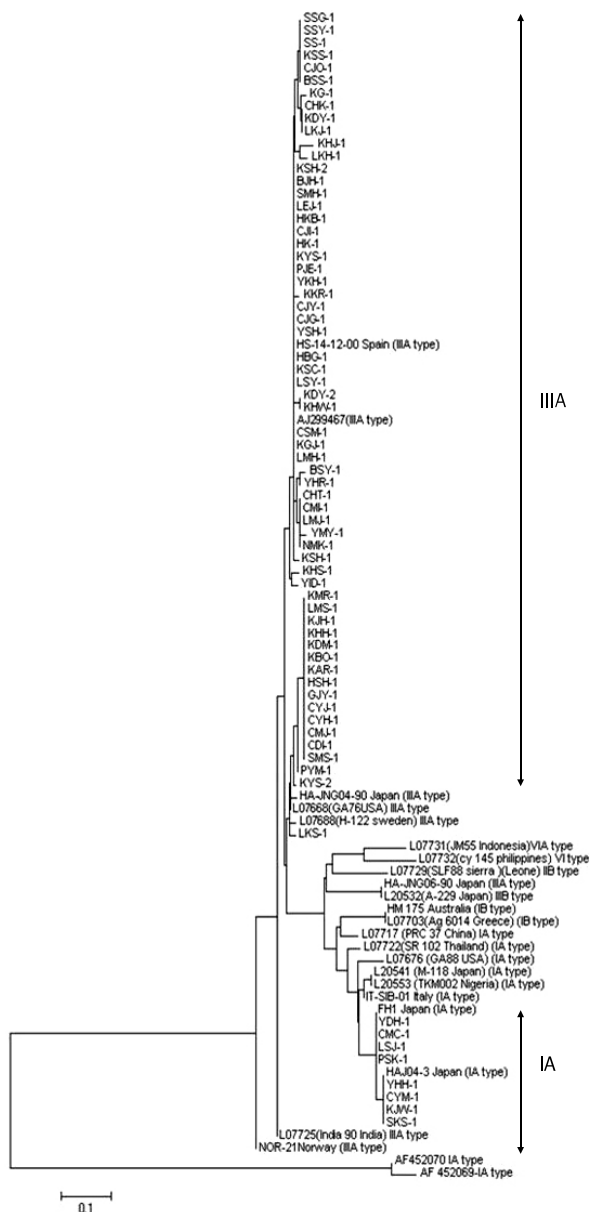 SSG-1
SSY-1
SS-1
KSS-1
CJO-1
BSS-1
KG-1
CHK-1
KDY-1
LKJ-1
KHJ-1
LKH-1
KSH-2
BJH-1
SMH-1
LEJ-1
HKB-1
CJI-1
HK-1
KYS-1
PJE-1
YKH-1
KKR-1
CJY-1
CJG-1
YSH-1
HS-14-12-00 Spain (IIIA type)
HBG-1
KSC-1
LSY-1
KDY-2
KHW-1
AJ299467(IIIA type)
IIIA
CSM-1
KGJ-1
LMH-1
BSY-1
YHR-1
CHT-1
CMI-1
LMJ-1
YMY-1
NMK-1
KSH-1
KHS-1
YID-1
KMR-1
LMS-1
KJH-1
KHH-1
KDM-1
KBO-1
KAR-1
HSH-1
GJY-1
CYJ-1
CYH-1
CMJ-1
CDI-1
SMS-1
PYM-1
KYS-2
HA-JNG04-90 Japan (IIIA type)
L07668(GA76USA) IIIA type
L07688(H-122 sweden) IIIA type
LKS-1
L07731(JM55 Indonesia)VIA type
L07732(cy 145 philippines) VI type
L07729(SLF88 sierra )(Leone) IIB type
HA-JNG06-90 Japan (IIIA type)
L20532(A-229 Japan) IIIB type
HM 175 Australia (IB type)
L07703(Ag 6014 Greece) (IB type)
L07717 (PRC 37 China) IA type
L07722(SR 102 Thailand) (IA type)
L07676 (GA88 USA) (IA type)
L20541 (M-118 Japan) (IA type)
L20553 (TKM002 Nigeria) (IA type)
IT-SIB-01 Italy (IA type)
FH1 Japan (IA type)
YDH-1
CMC-1
LSJ-1
PSK-1
IA
HAJ04-3 Japan (IA type)
YHH-1
CYM-1
KJW-1
SKS-1
L07725(India 90 India) IIIA type
NOR-21Norway (IIIA type)
AF452070 IA type
AF 452069-IA type
0.1